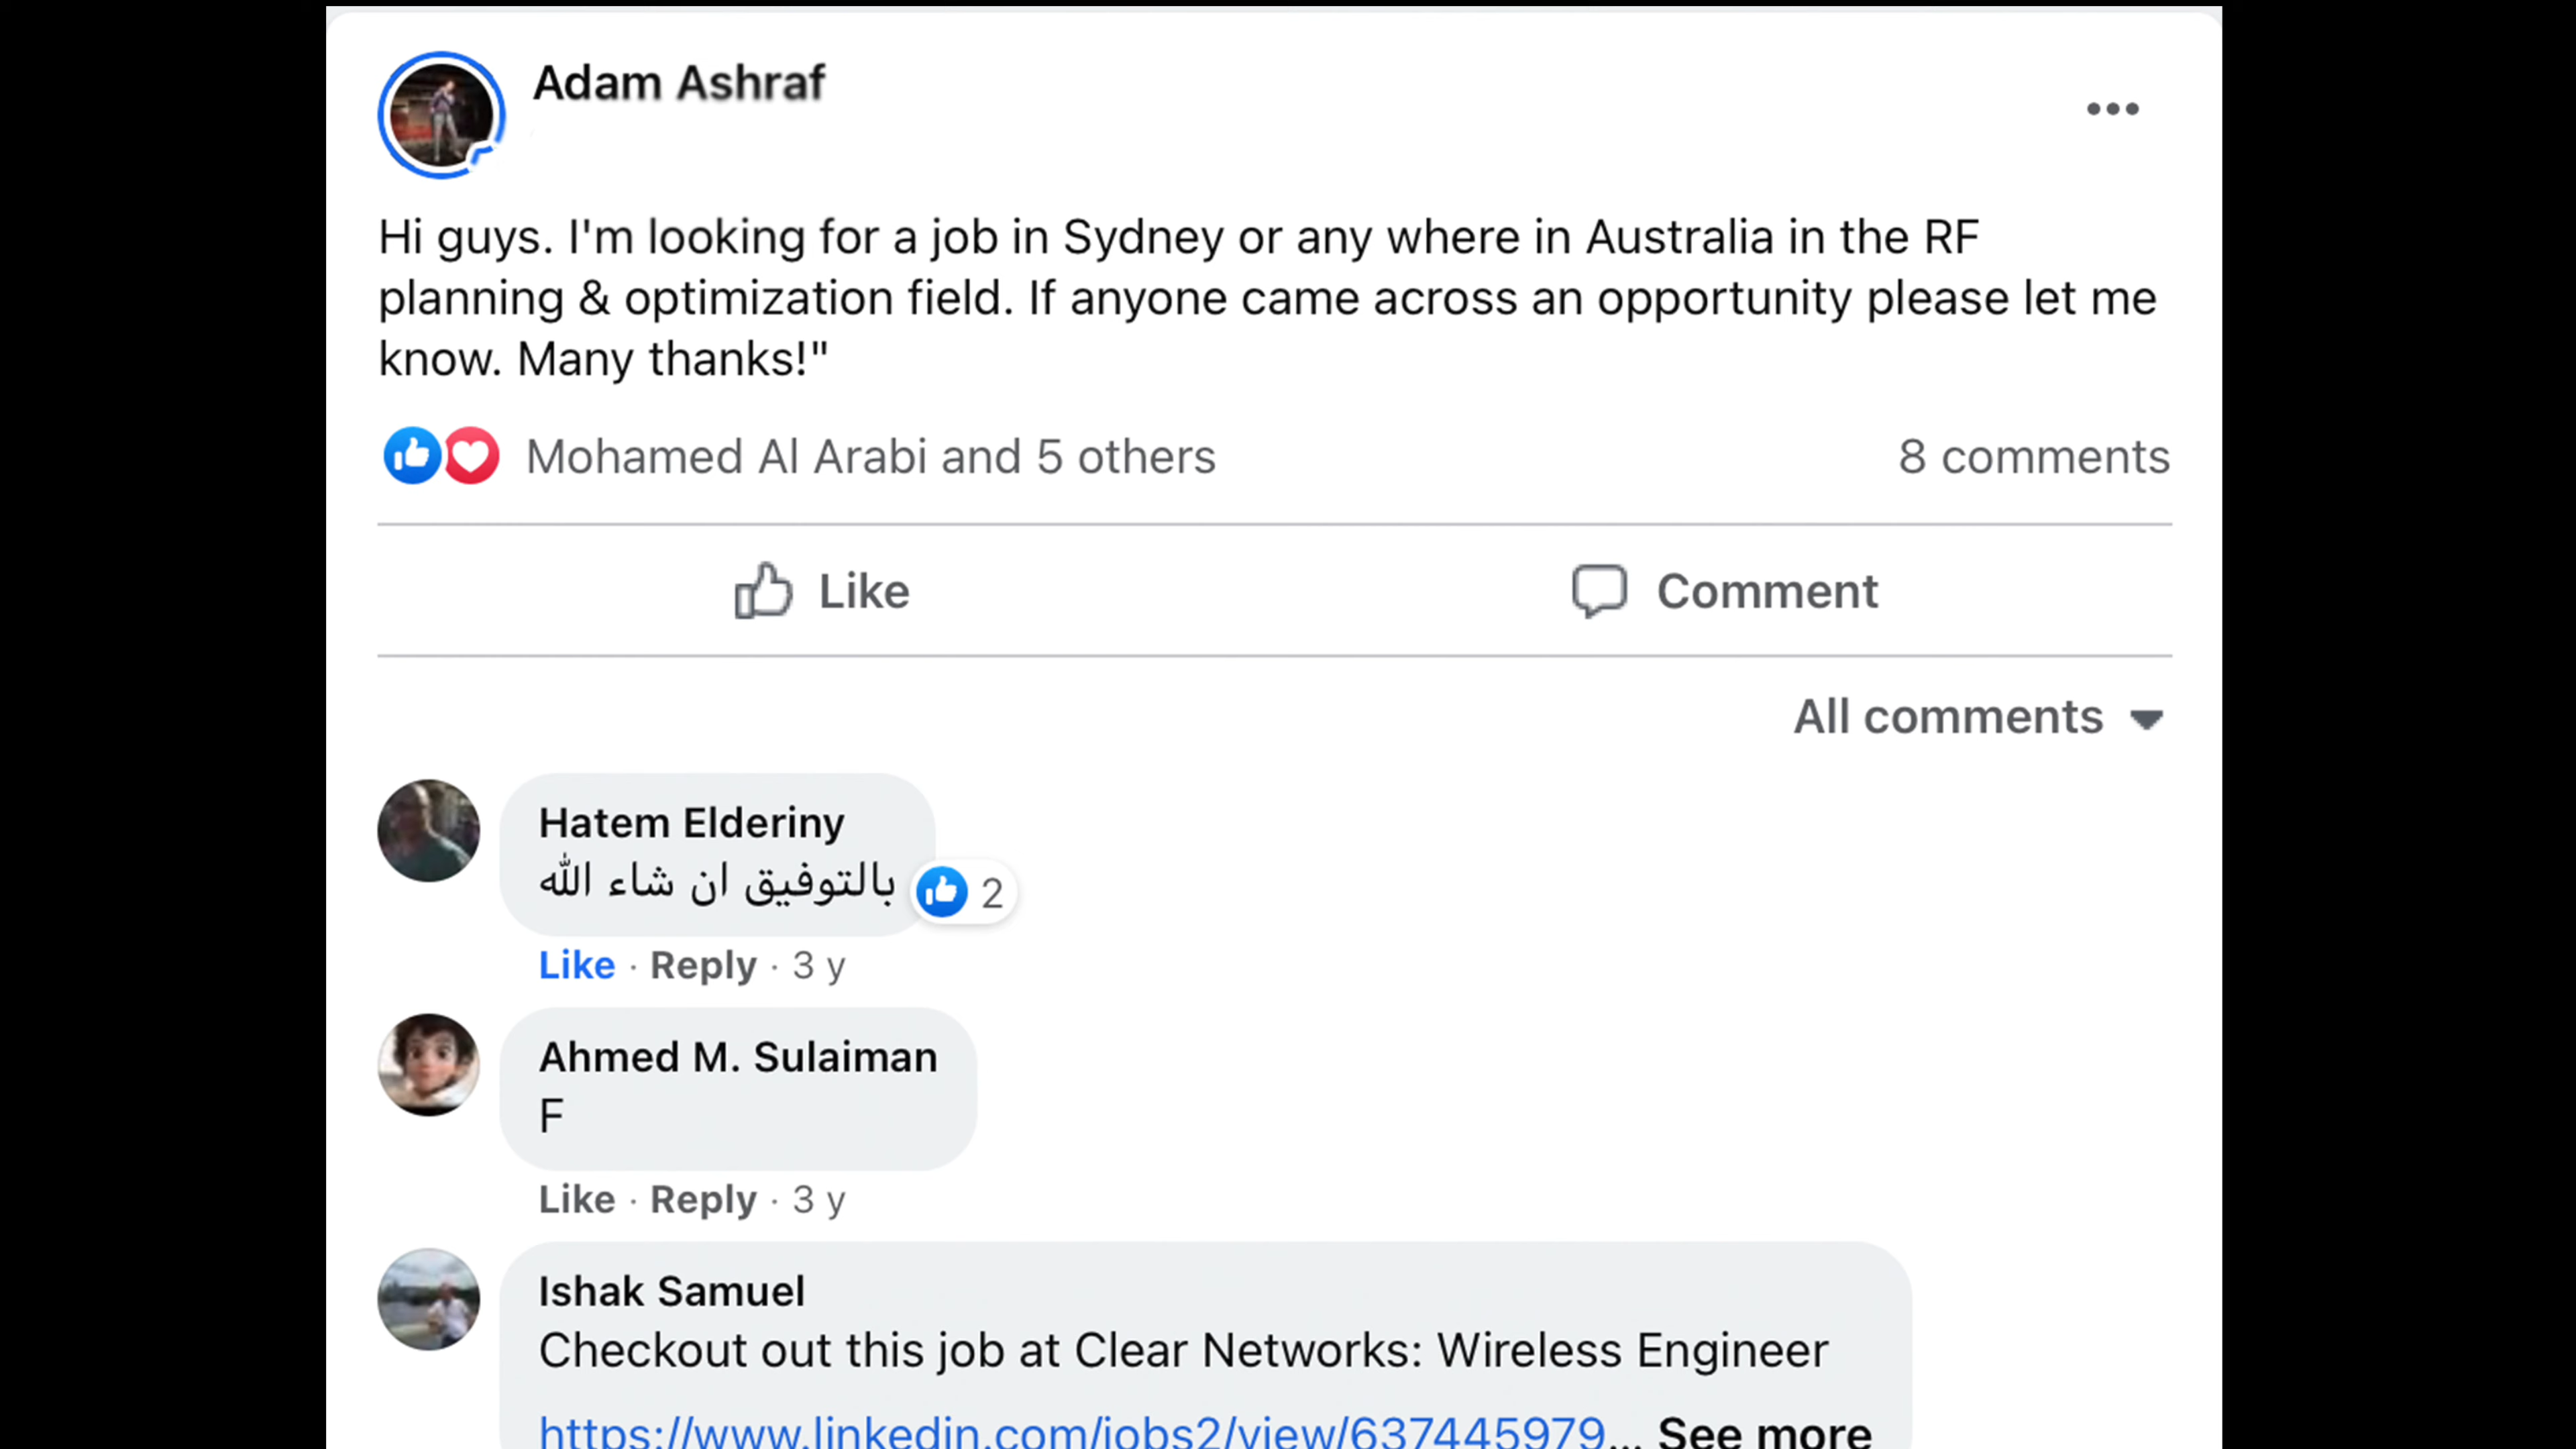 Adam Ashraf
Hi guys. I'm looking for a job in Sydney or any where in Australia in the RF
planning & optimization field. If anyone came across an opportunity please let me
know. Many thanks!"
Mohamed Al Arabi and 5 others 8 comments
Like Comment
All comments
Hatem Elderiny
بالتوفيق ان شاء الله
2
Like · Reply · 3 y
Ahmed M. Sulaiman
F
Like · Reply · 3 y
Ishak Samuel
Checkout out this job at Clear Networks: Wireless Engineer
https://www.linkedin.com/jobs2/view/637445979... See more